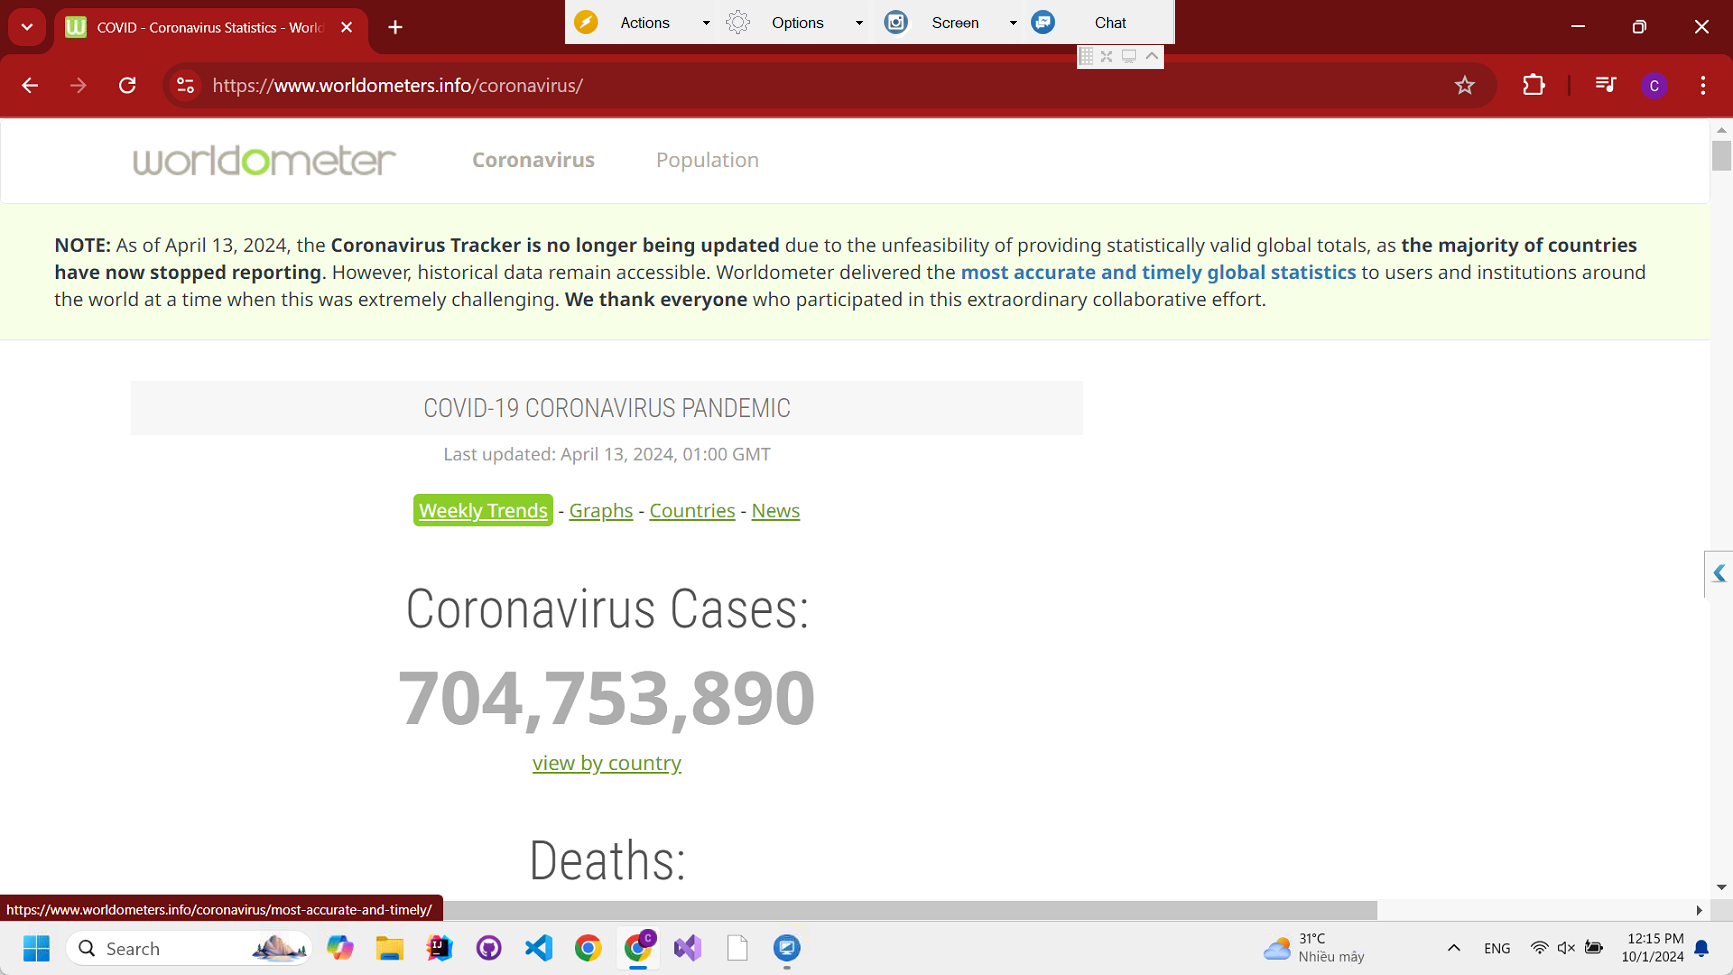 COVID - Coronavirus Statistics - World
Actions
Options
Screen
Chat
https://www.worldometers.info/coronavirus/
C
worldometer
Coronavirus
Population
NOTE: As of April 13, 2024, the Coronavirus Tracker is no longer being updated due to the unfeasibility of providing statistically valid global totals, as the majority of countries
have now stopped reporting. However, historical data remain accessible. Worldometer delivered the most accurate and timely global statistics to users and institutions around
the world at a time when this was extremely challenging. We thank everyone who participated in this extraordinary collaborative effort.
COVID-19 CORONAVIRUS PANDEMIC
Last updated: April 13, 2024, 01:00 GMT
Weekly Trends - Graphs - Countries - News
Coronavirus Cases:
704,753,890
view by country
Deaths:
https://www.worldometers.info/coronavirus/most-accurate-and-timely/
Search
31°C
Nhiều mây
ENG
12:15 PM
10/1/2024